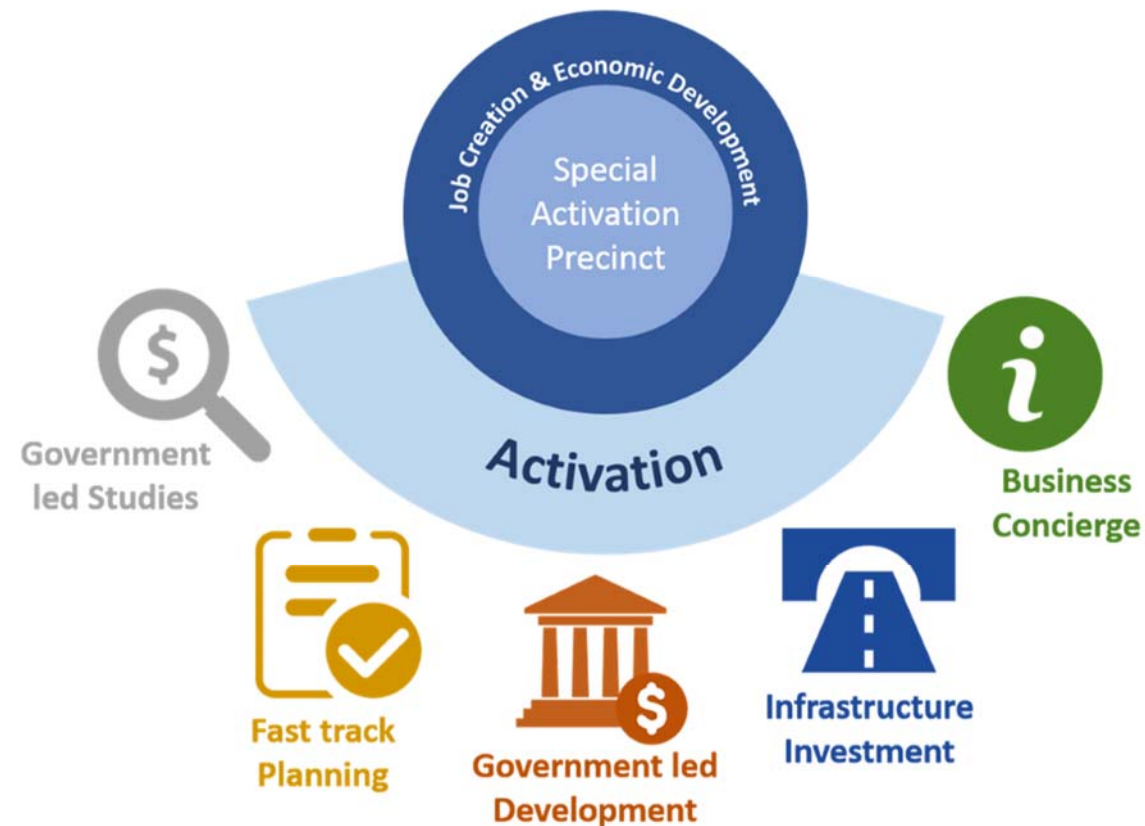 Job Creation & Economic Development
Special
Activation
Precinct
Activation
$
Government
led Studies
Fast track
Planning
$
Government led
Development
Infrastructure
Investment
i
Business
Concierge